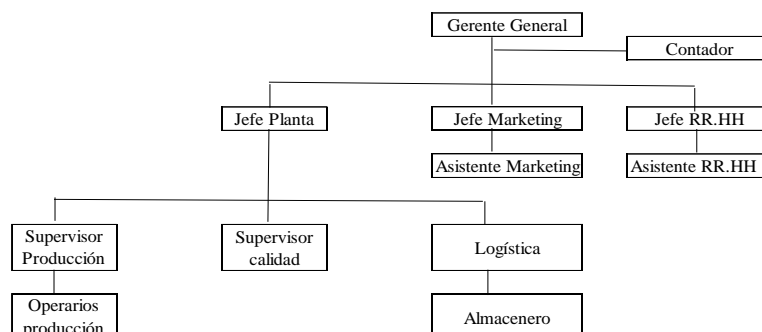 Gerente General
Contador
Jefe Planta
Jefe Marketing
Jefe RR.HH
Asistente Marketing
Asistente RR.HH
Supervisor
Producción
Supervisor
calidad
Logística
Operarios
producción
Almacenero